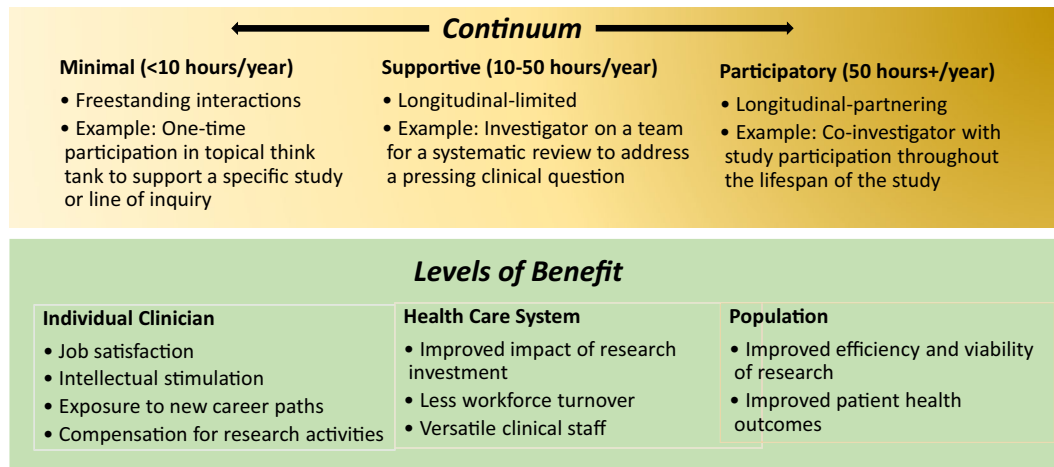 Continuum
Minimal (<10 hours/year)
• Freestanding interactions
• Example: One-time
participation in topical think
tank to support a specific study
or line of inquiry
Supportive (10-50 hours/year)
• Longitudinal-limited
• Example: Investigator on a team
for a systematic review to address
a pressing clinical question
Participatory (50 hours+/year)
• Longitudinal-partnering
• Example: Co-investigator with
study participation throughout
the lifespan of the study
Levels of Benefit
Individual Clinician
• Job satisfaction
• Intellectual stimulation
• Exposure to new career paths
• Compensation for research activities
Health Care System
• Improved impact of research
investment
• Less workforce turnover
• Versatile clinical staff
Population
• Improved efficiency and viability
of research
• Improved patient health
outcomes